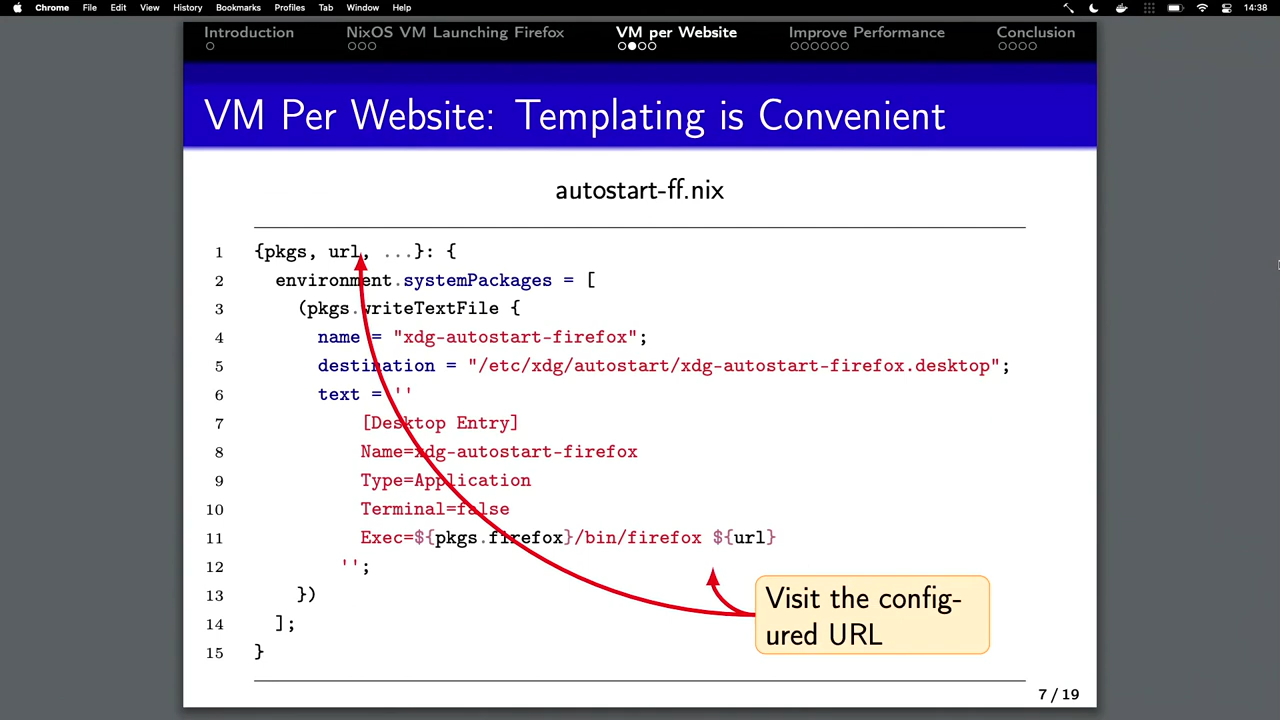 Chrome File Edit View History Bookmarks Profiles Tab Window Help 14:38
Introduction NixOS VM Launching Firefox VM per Website Improve Performance Conclusion
VM Per Website: Templating is Convenient
autostart-ff.nix
1 {pkgs, url, ...}: {
2 environment.systemPackages = [
3 (pkgs.writeTextFile {
4 name = "xdg-autostart-firefox";
5 destination = "/etc/xdg/autostart/xdg-autostart-firefox.desktop";
6 text = ''
7 [Desktop Entry]
8 Name=xdg-autostart-firefox
9 Type=Application
10 Terminal=false
11 Exec=${pkgs.firefox}/bin/firefox ${url}
12 '';
13 })
14 ];
15 }
Visit the config-
ured URL
7 / 19